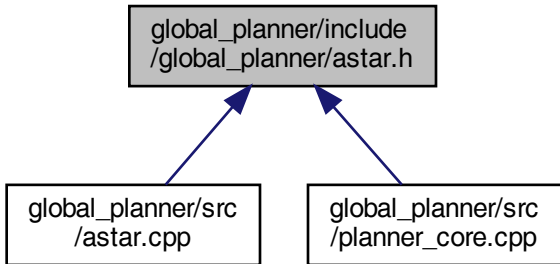 global_planner/include
/global_planner/astar.h
global_planner/src
/astar.cpp
global_planner/src
/planner_core.cpp